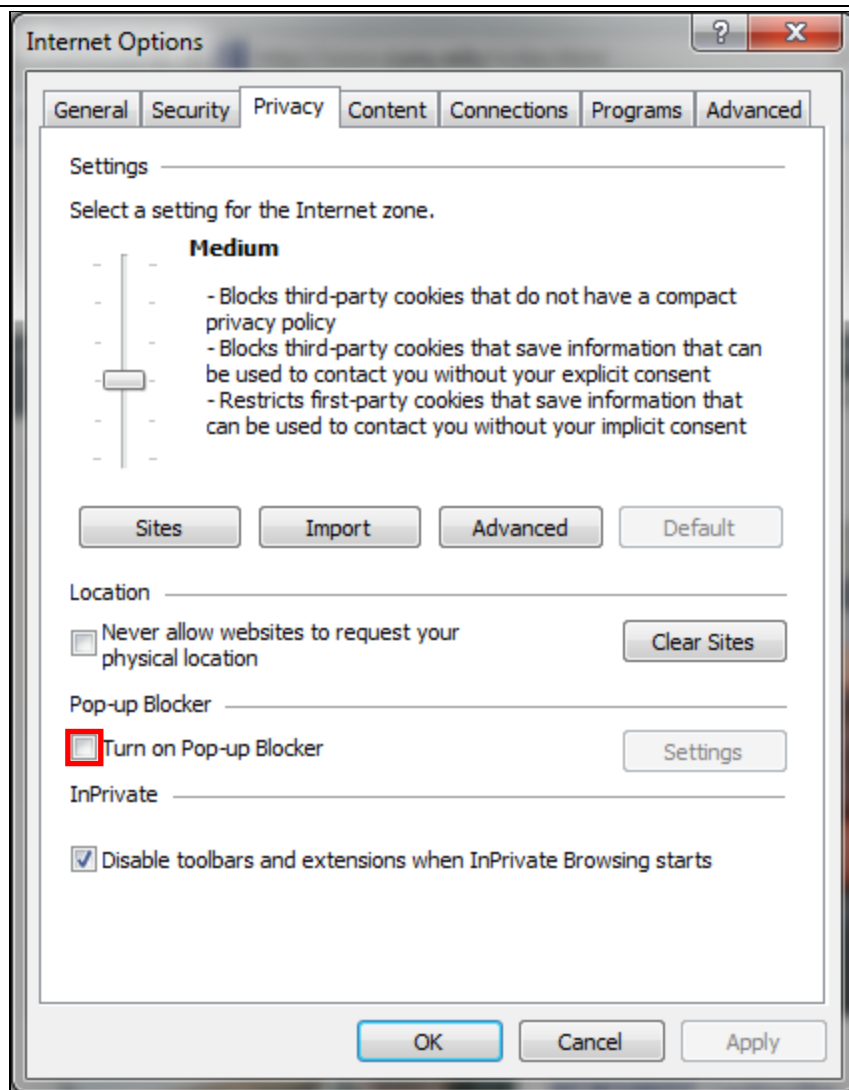 Internet Options
General Security Privacy Content Connections Programs Advanced
Settings
Select a setting for the Internet zone.
Medium
- Blocks third-party cookies that do not have a compact
privacy policy
- Blocks third-party cookies that save information that can
be used to contact you without your explicit consent
- Restricts first-party cookies that save information that
can be used to contact you without your implicit consent
Sites Import Advanced Default
Location
Never allow websites to request your
physical location
Clear Sites
Pop-up Blocker
Turn on Pop-up Blocker
Settings
InPrivate
Disable toolbars and extensions when InPrivate Browsing starts
OK Cancel Apply